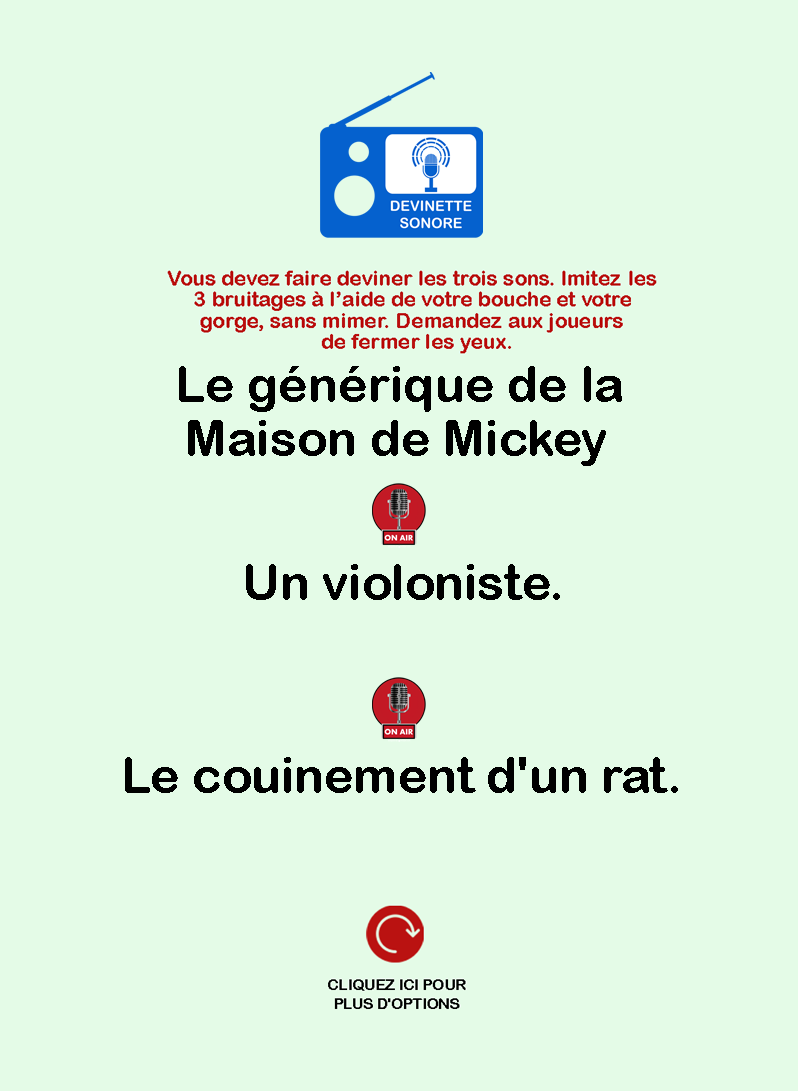 DEVINETTE
SONORE
Vous devez faire deviner les trois sons. Imitez les
3 bruitages à l’aide de votre bouche et votre
gorge, sans mimer. Demandez aux joueurs
de fermer les yeux.
Le générique de la
Maison de Mickey
ON AIR
Un violoniste.
ON AIR
Le couinement d'un rat.
CLIQUEZ ICI POUR
PLUS D'OPTIONS